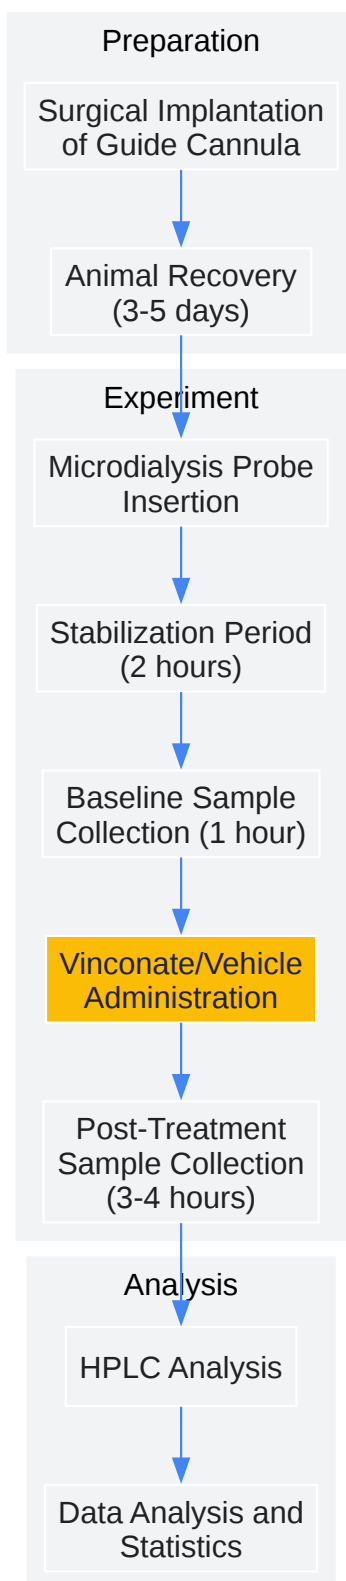 Preparation
Surgical Implantation
of Guide Cannula
Animal Recovery
(3-5 days)
Experiment
Microdialysis Probe
Insertion
Stabilization Period
(2 hours)
Baseline Sample
Collection (1 hour)
Vinconate/Vehicle
Administration
Post-Treatment
Sample Collection
(3-4 hours)
Analysis
HPLC Analysis
Data Analysis and
Statistics